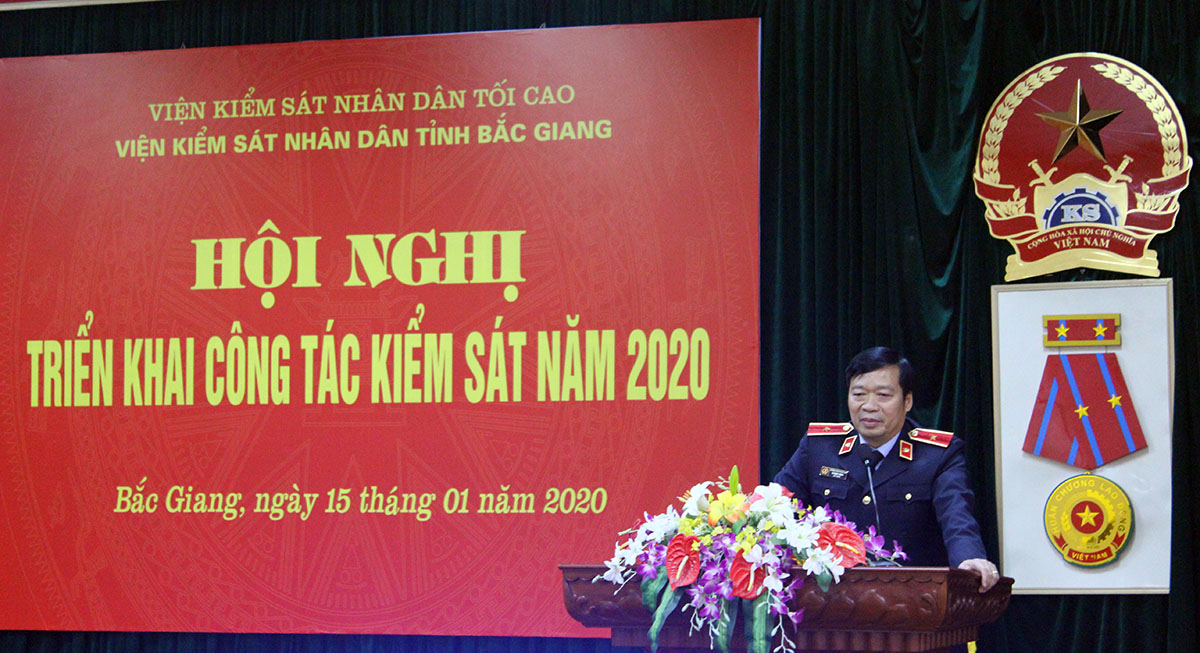 VIỆN KIỂM SÁT NHÂN DÂN TỐI CAO
VIỆN KIỂM SÁT NHÂN DÂN TỈNH BẮC GIANG
HỘI NGHỊ
TRIỂN KHAI CÔNG TÁC KIỂM SÁT NĂM 2020
Bắc Giang, ngày 15 tháng 01 năm 2020
KS
CỘNG HÒA XÃ HỘI CHỦ NGHĨA
VIỆT NAM
HUÂN CHƯƠNG LAO ĐỘNG
VIỆT NAM